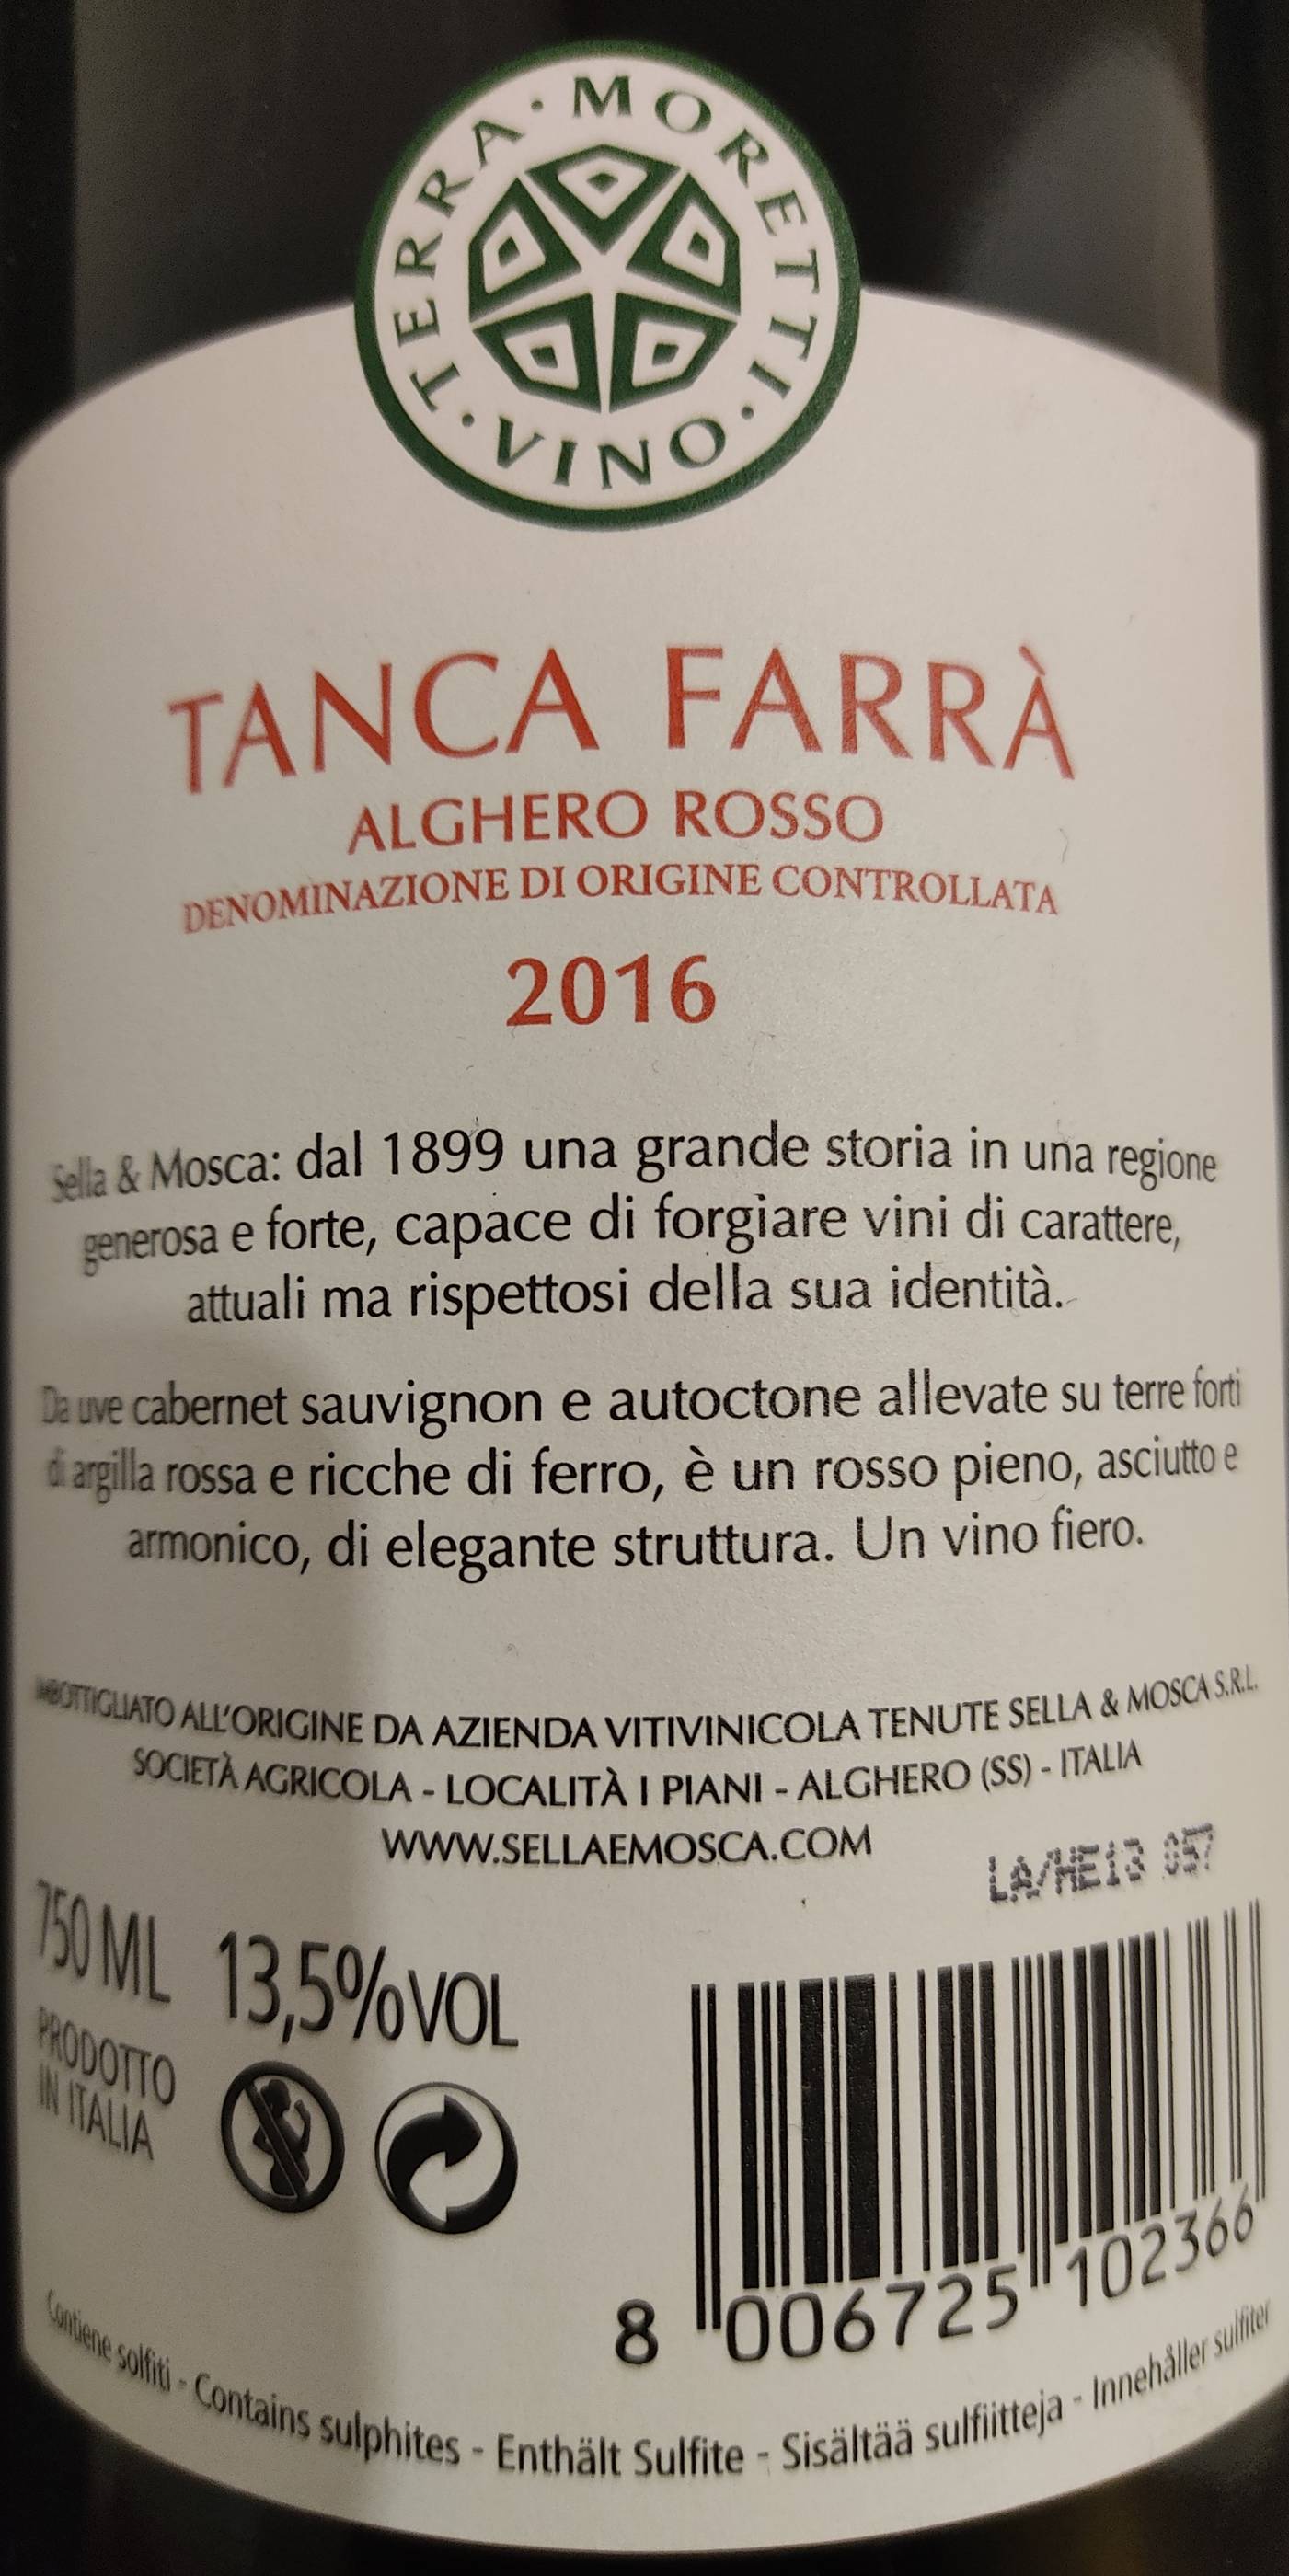 TERRA · MORETTI · VINO ·
TANCA FARRÀ
ALGHERO ROSSO
DENOMINAZIONE DI ORIGINE CONTROLLATA
2016
Sella & Mosca: dal 1899 una grande storia in una regione
generosa e forte, capace di forgiare vini di carattere,
attuali ma rispettosi della sua identità.
Da uve cabernet sauvignon e autoctone allevate su terre forti
di argilla rossa e ricche di ferro, è un rosso pieno, asciutto e
armonico, di elegante struttura. Un vino fiero.
IMBOTTIGLIATO ALL'ORIGINE DA AZIENDA VITIVINICOLA TENUTE SELLA & MOSCA S.R.L.
SOCIETÀ AGRICOLA - LOCALITÀ I PIANI - ALGHERO (SS) - ITALIA
WWW.SELLAEMOSCA.COM
LA/HE13 057
750 ML 13,5%VOL
PRODOTTO
IN ITALIA
8 006725 102366
Contiene solfiti - Contains sulphites - Enthält Sulfite - Sisältää sulfiitteja - Innehåller sulfiter